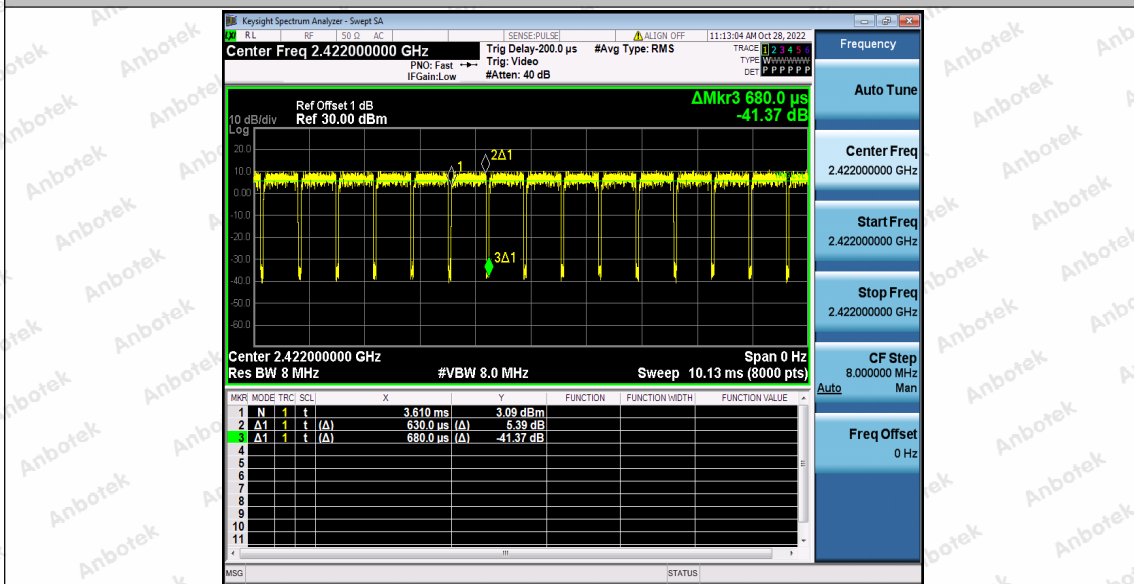 Keysight Spectrum Analyzer - Swept SA
RL RF 50 Ω AC SENSE:PULSE ALIGN OFF 11:13:04 AM Oct 28, 2022
Center Freq 2.422000000 GHz
PNO: Fast
IFGain:Low
Trig Delay-200.0 µs
Trig: Video
#Atten: 40 dB
#Avg Type: RMS
TRACE 1 2 3 4 5 6
TYPE WWWWWW
DET P P P P P P
ΔMkr3 680.0 µs
-41.37 dB
Ref Offset 1 dB
10 dB/div Ref 30.00 dBm
Log
20.0
10.0
0.00
-10.0
-20.0
-30.0
-40.0
-50.0
-60.0
1
2Δ1
3Δ1
Center 2.422000000 GHz Span 0 Hz
Res BW 8 MHz #VBW 8.0 MHz Sweep 10.13 ms (8000 pts)
MKR MODE TRC SCL X Y FUNCTION FUNCTION WIDTH FUNCTION VALUE
1 N 1 t 3.610 ms 3.09 dBm
2 Δ1 1 t (Δ) 630.0 µs (Δ) 5.39 dB
3 Δ1 1 t (Δ) 680.0 µs (Δ) -41.37 dB
4
5
6
7
8
9
10
11
MSG STATUS
Frequency
Auto Tune
Center Freq
2.422000000 GHz
Start Freq
2.422000000 GHz
Stop Freq
2.422000000 GHz
CF Step
8.000000 MHz
Auto Man
Freq Offset
0 Hz
Anbotek